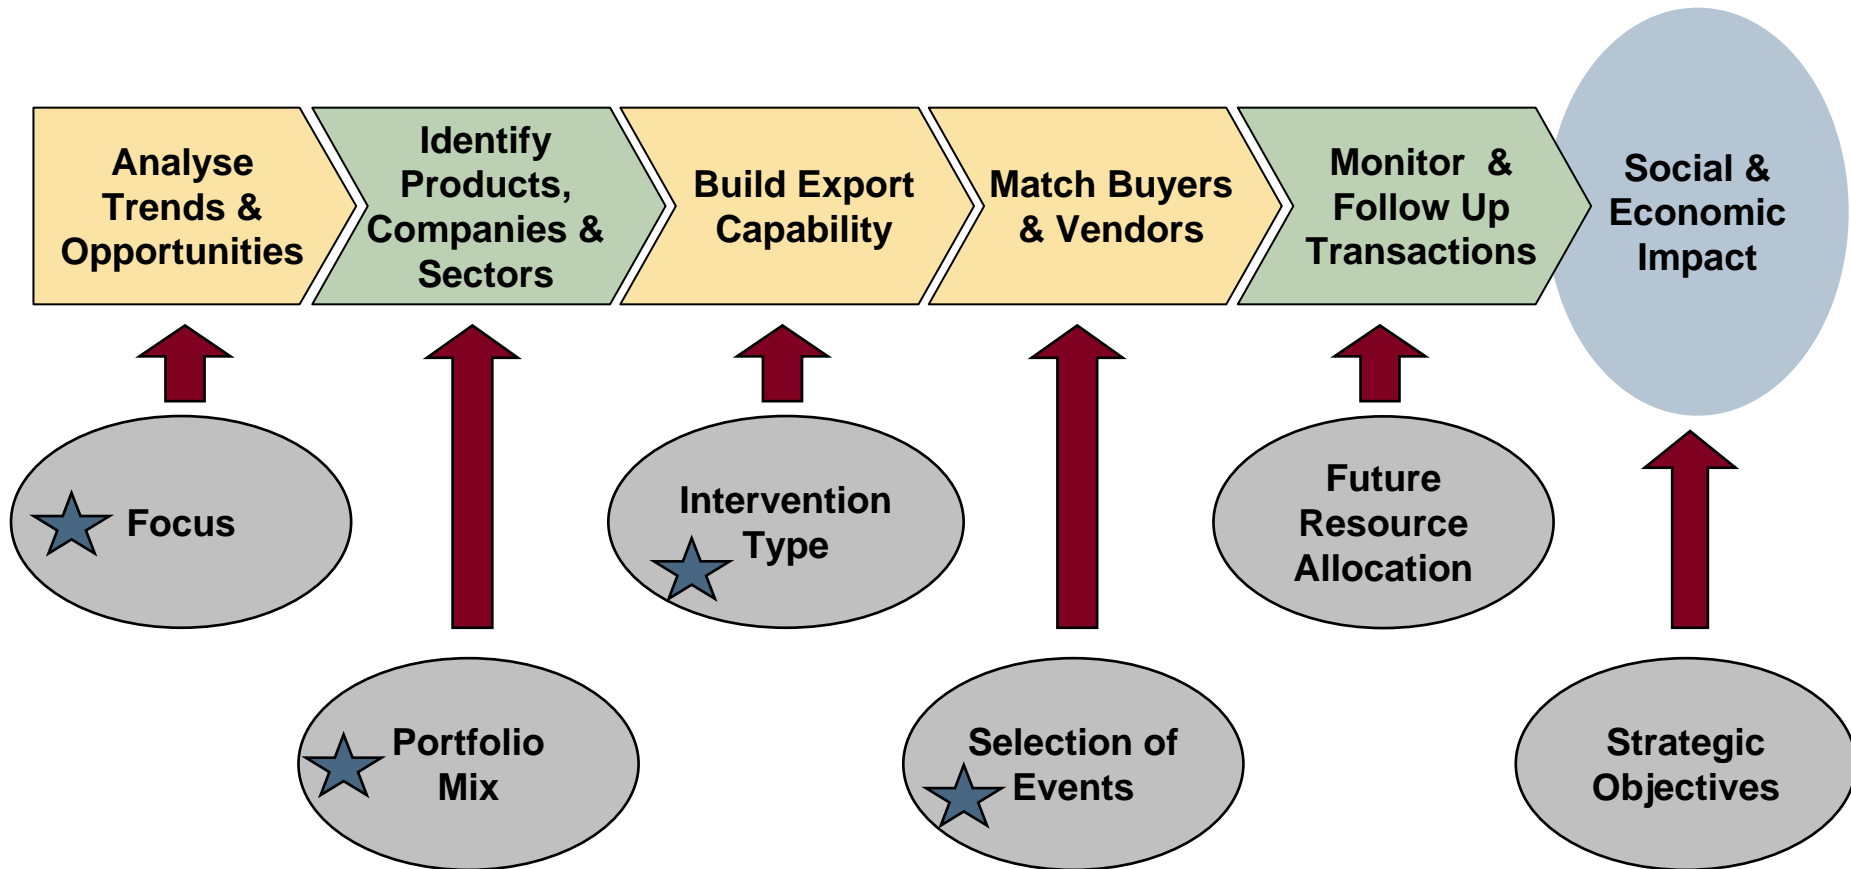 Analyse
Trends &
Opportunities
Identify
Products,
Companies &
Sectors
Build Export
Capability
Match Buyers
& Vendors
Monitor &
Follow Up
Transactions
Social &
Economic
Impact
Focus
Intervention
Type
Future
Resource
Allocation
Portfolio
Mix
Selection of
Events
Strategic
Objectives